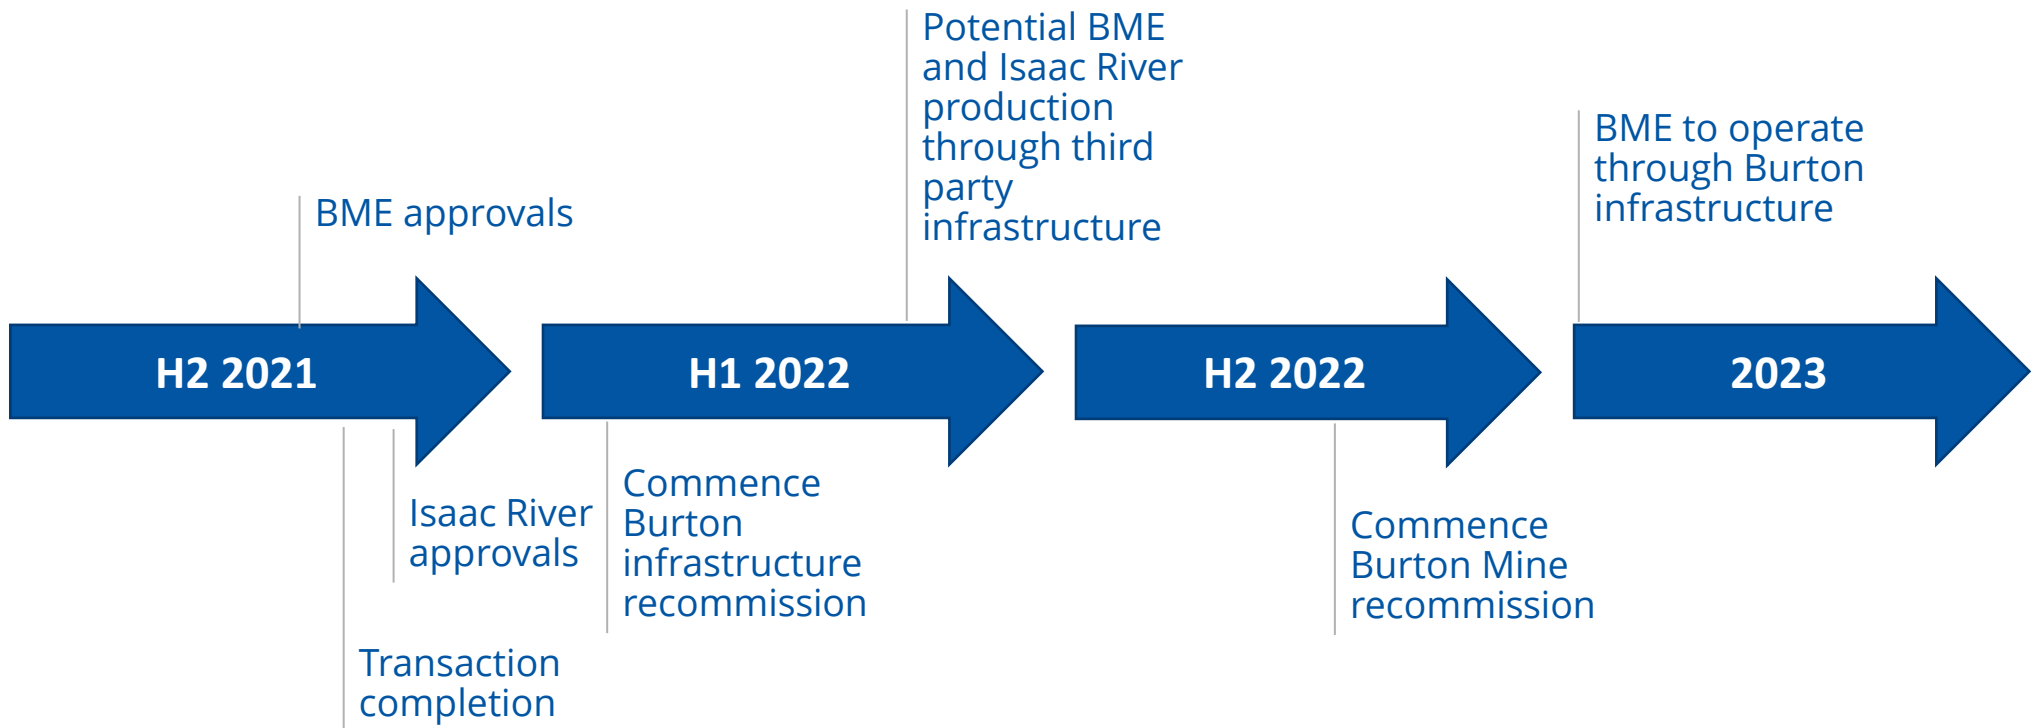 Potential BME
and Isaac River
production
through third
party
infrastructure
BME to operate
through Burton
infrastructure
BME approvals
H2 2021
H1 2022
H2 2022
2023
Isaac River
approvals
Commence
Burton
infrastructure
recommission
Commence
Burton Mine
recommission
Transaction
completion